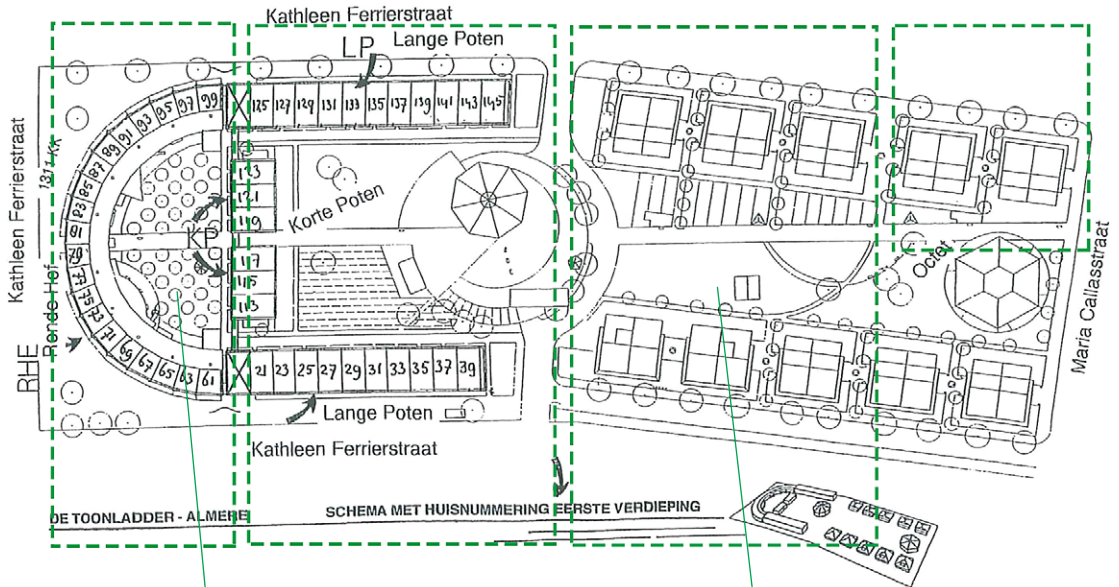 Kathleen Ferrierstraat
LP Lange Poten
99
97
95
93
91
89
87
85
83
81
79
77
75
73
71
69
67
65
63
61
125 127 129 131 133 135 137 139 141 143 145
123
121
119
117
115
113
KP
Korte Poten
131 KK
Kathleen Ferrierstraat
Ronde Hof
RHE
21 23 25 27 29 31 33 35 37 39
Lange Poten
Kathleen Ferrierstraat
Octet
Maria Callasstraat
DE TOONLADDER - ALMERE
SCHEMA MET HUISNUMMERING EERSTE VERDIEPING